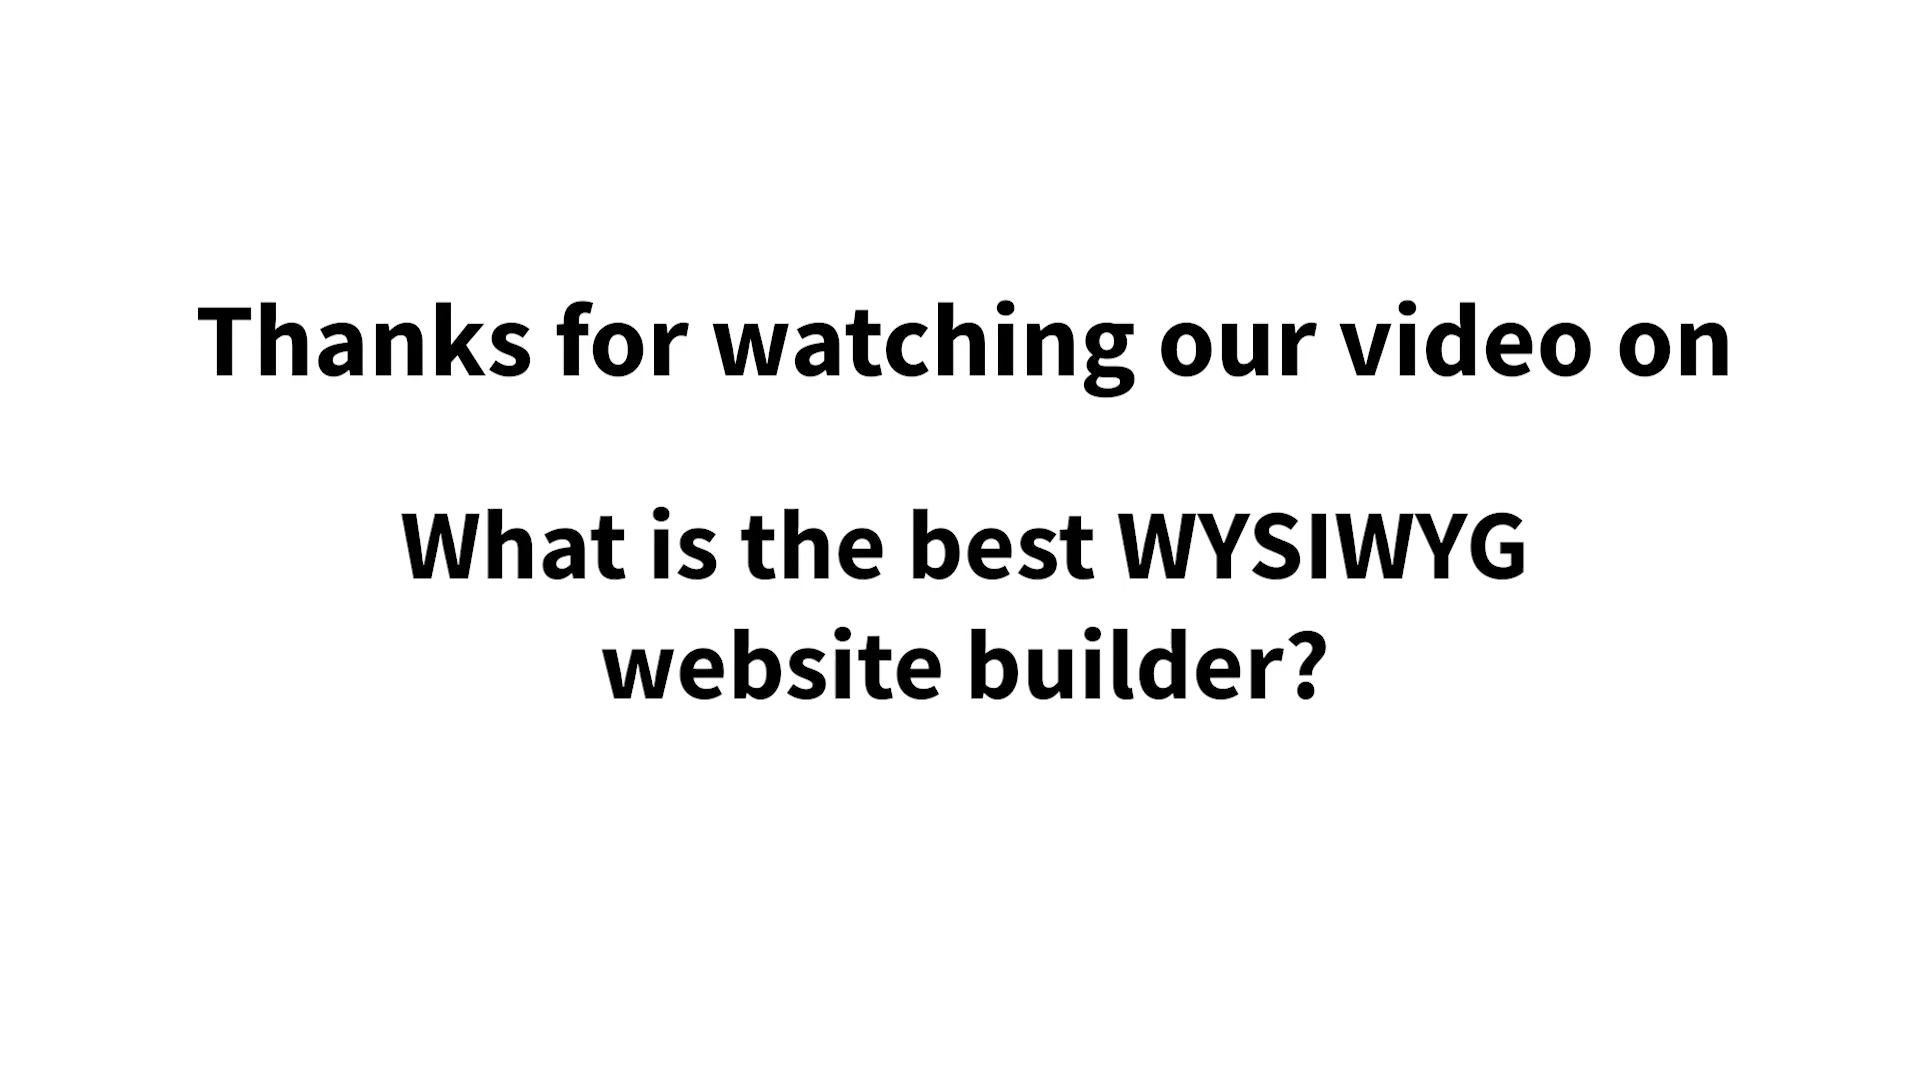 Thanks for watching our video on
What is the best WYSIWYG
website builder?